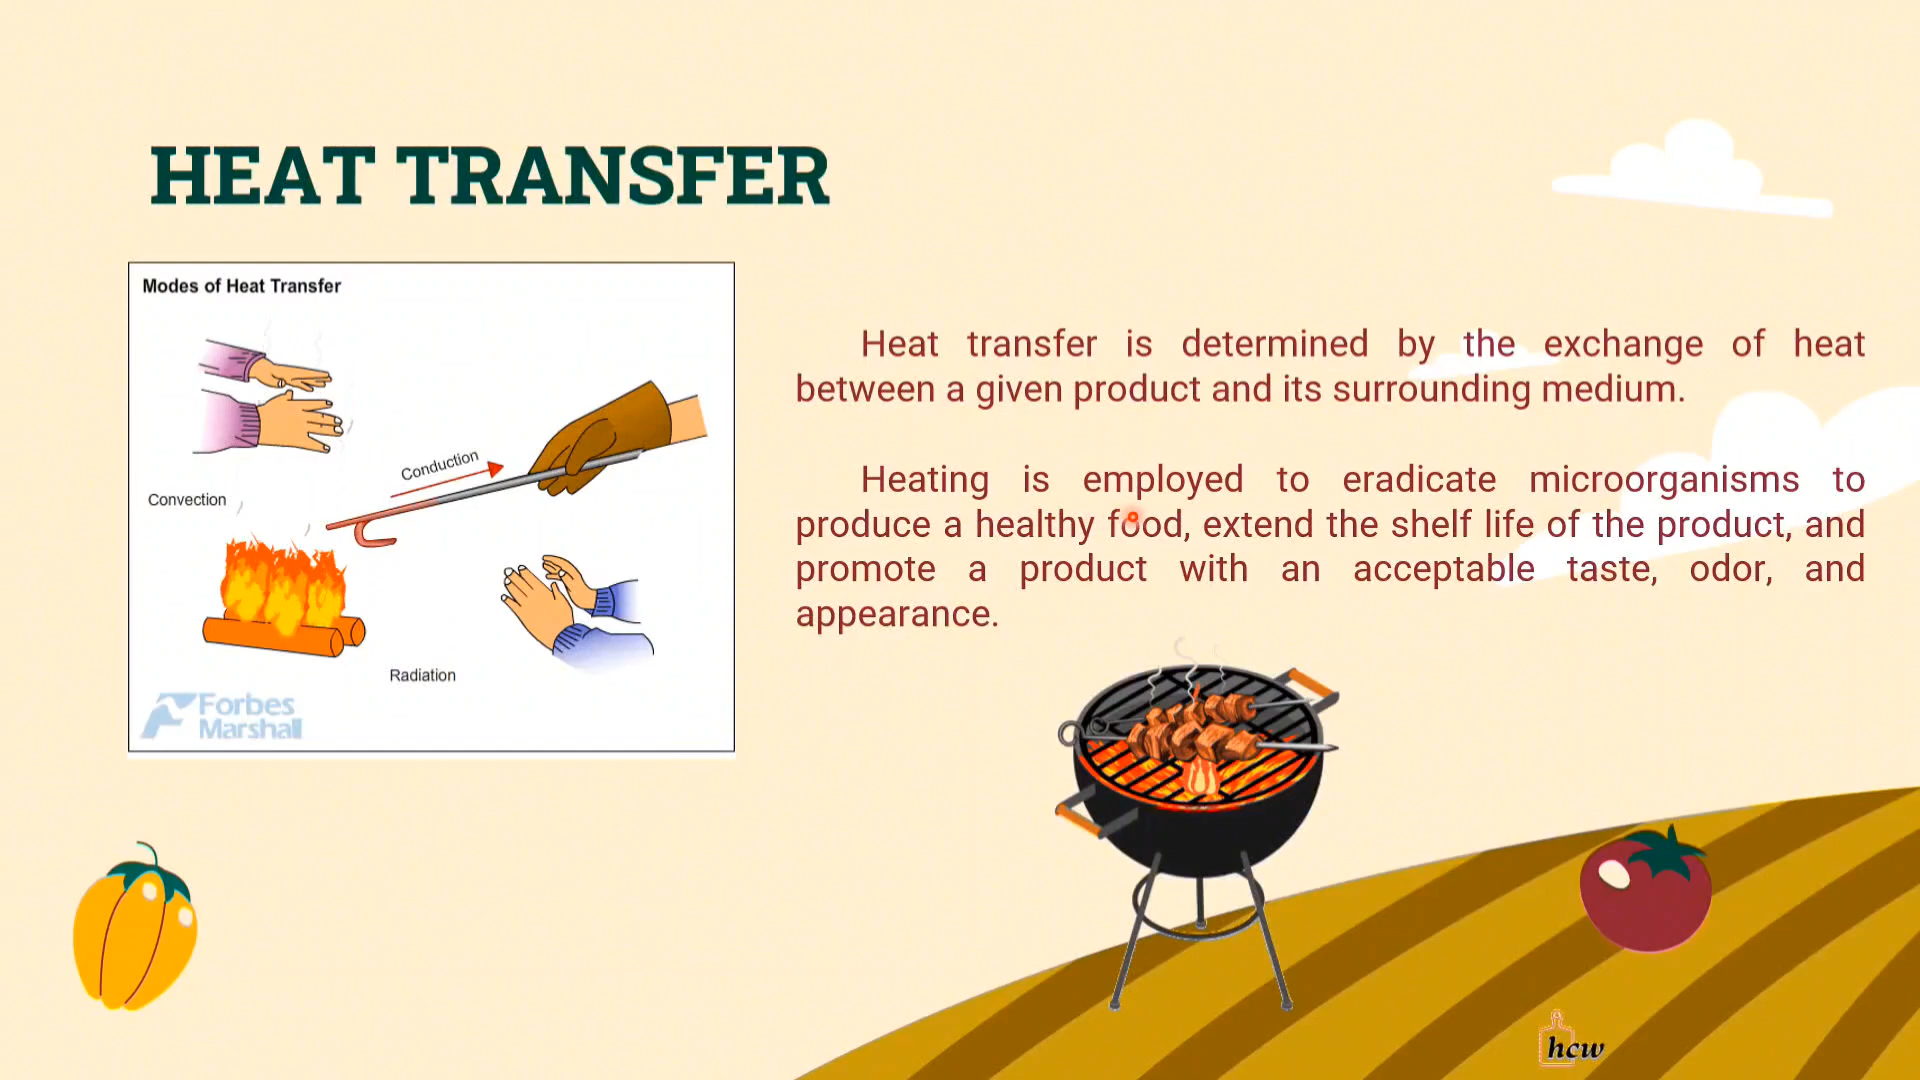 HEAT TRANSFER
Modes of Heat Transfer
Conduction
Convection
Radiation
Forbes
Marshall
Heat transfer is determined by the exchange of heat
between a given product and its surrounding medium.
Heating is employed to eradicate microorganisms to
produce a healthy food, extend the shelf life of the product, and
promote a product with an acceptable taste, odor, and
appearance.
hcw